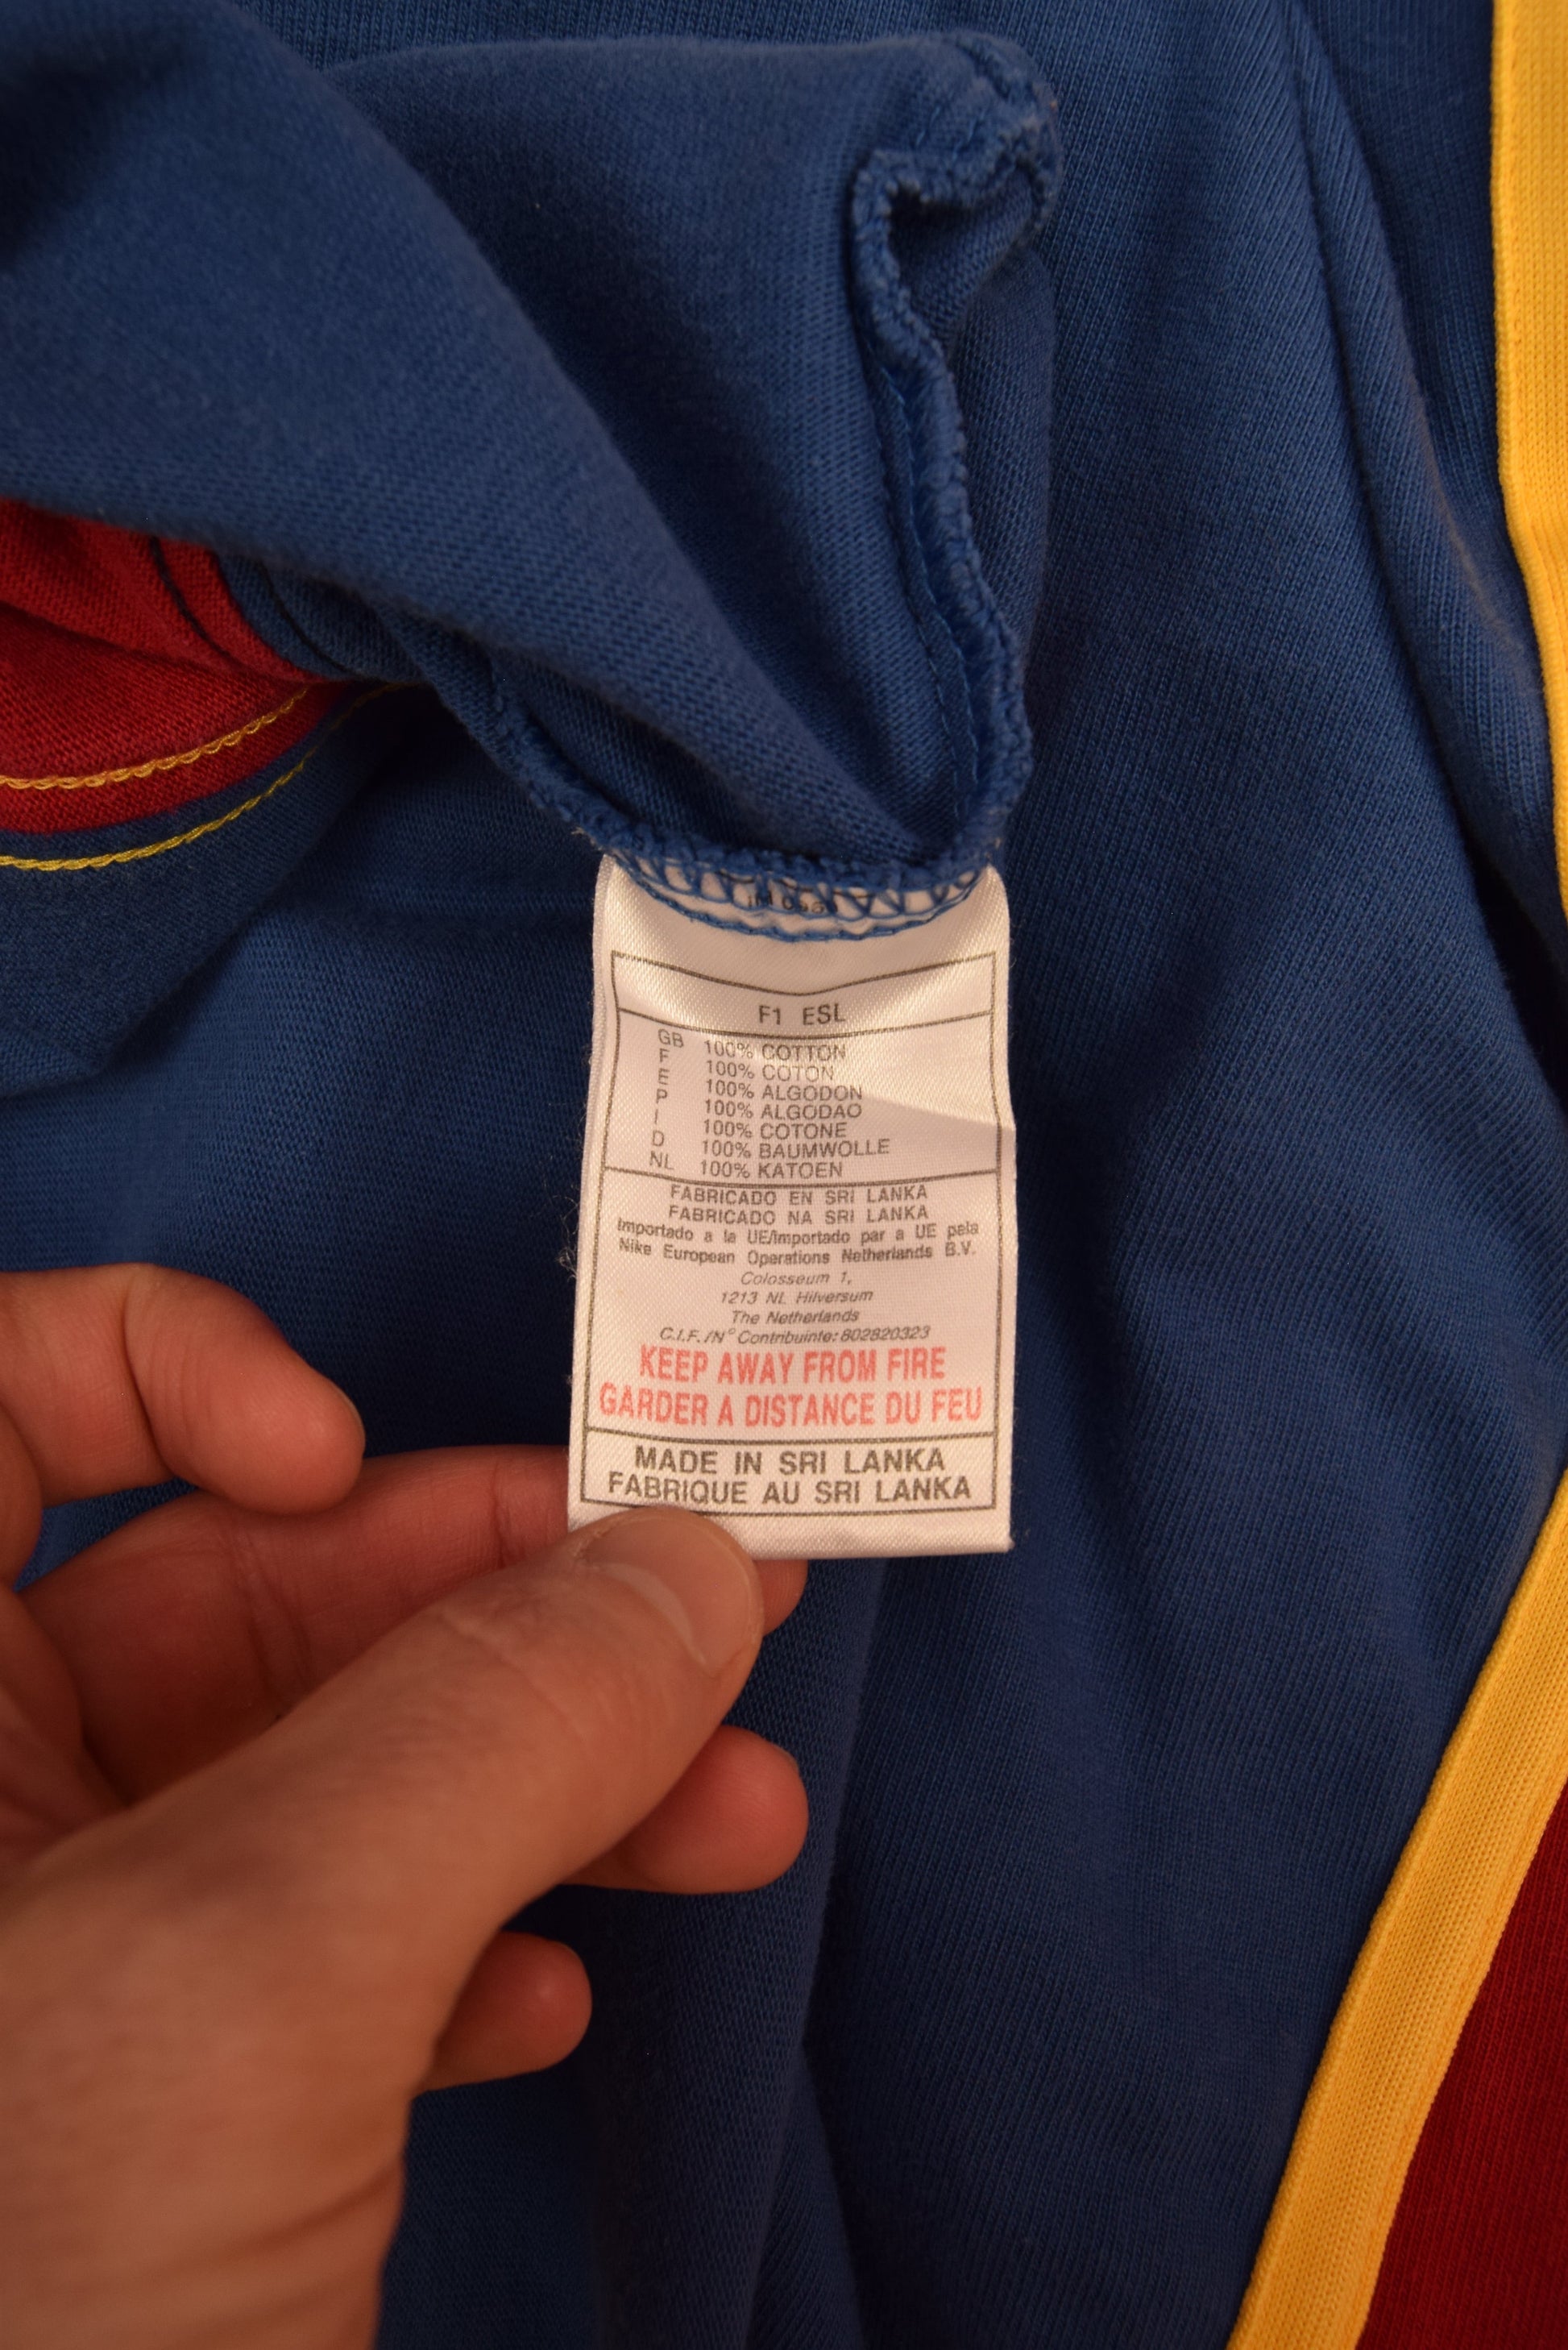 F1 ESL
GB 100% COTTON
F 100% COTON
E 100% ALGODON
P 100% ALGODAO
I 100% COTONE
D 100% BAUMWOLLE
NL 100% KATOEN
FABRICADO EN SRI LANKA
FABRICADO NA SRI LANKA
Importado a la UE/Importado par a UE pela
Nike European Operations Netherlands B.V.
Colosseum 1,
1213 NL Hilversum
The Netherlands
C.I.F./N° Contribuinte: 802820323
KEEP AWAY FROM FIRE
GARDER A DISTANCE DU FEU
MADE IN SRI LANKA
FABRIQUE AU SRI LANKA